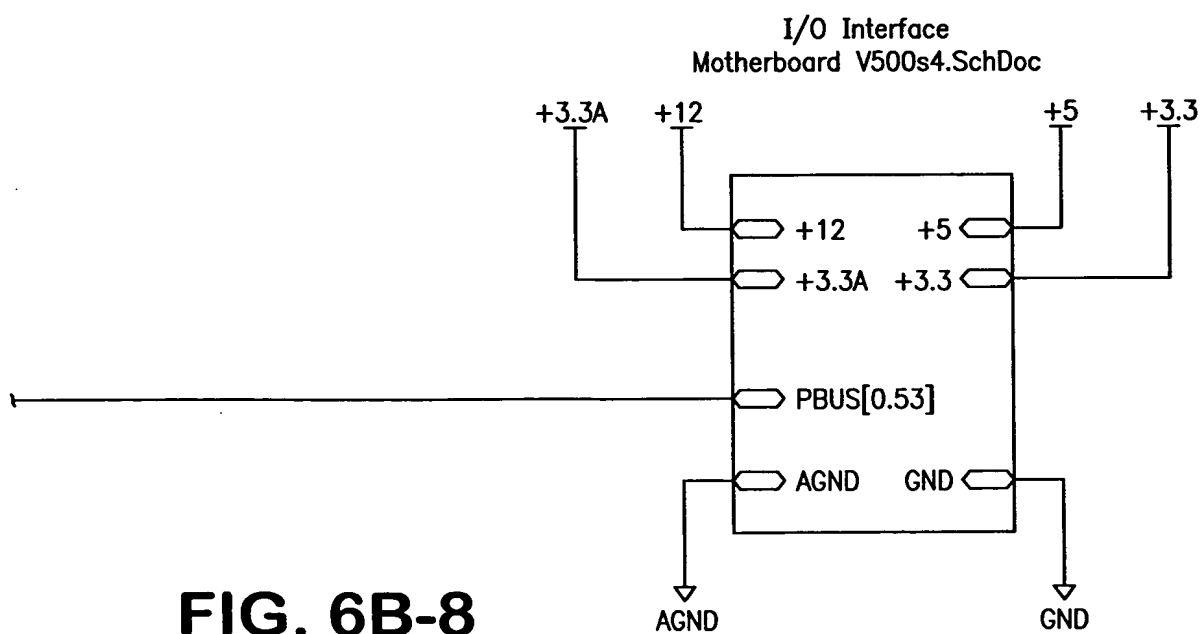 I/O Interface
Motherboard V500s4.SchDoc
+3.3A +12 +5 +3.3
+12 +5
+3.3A +3.3
PBUS[0.53]
AGND GND
AGND GND
FIG. 6B-8